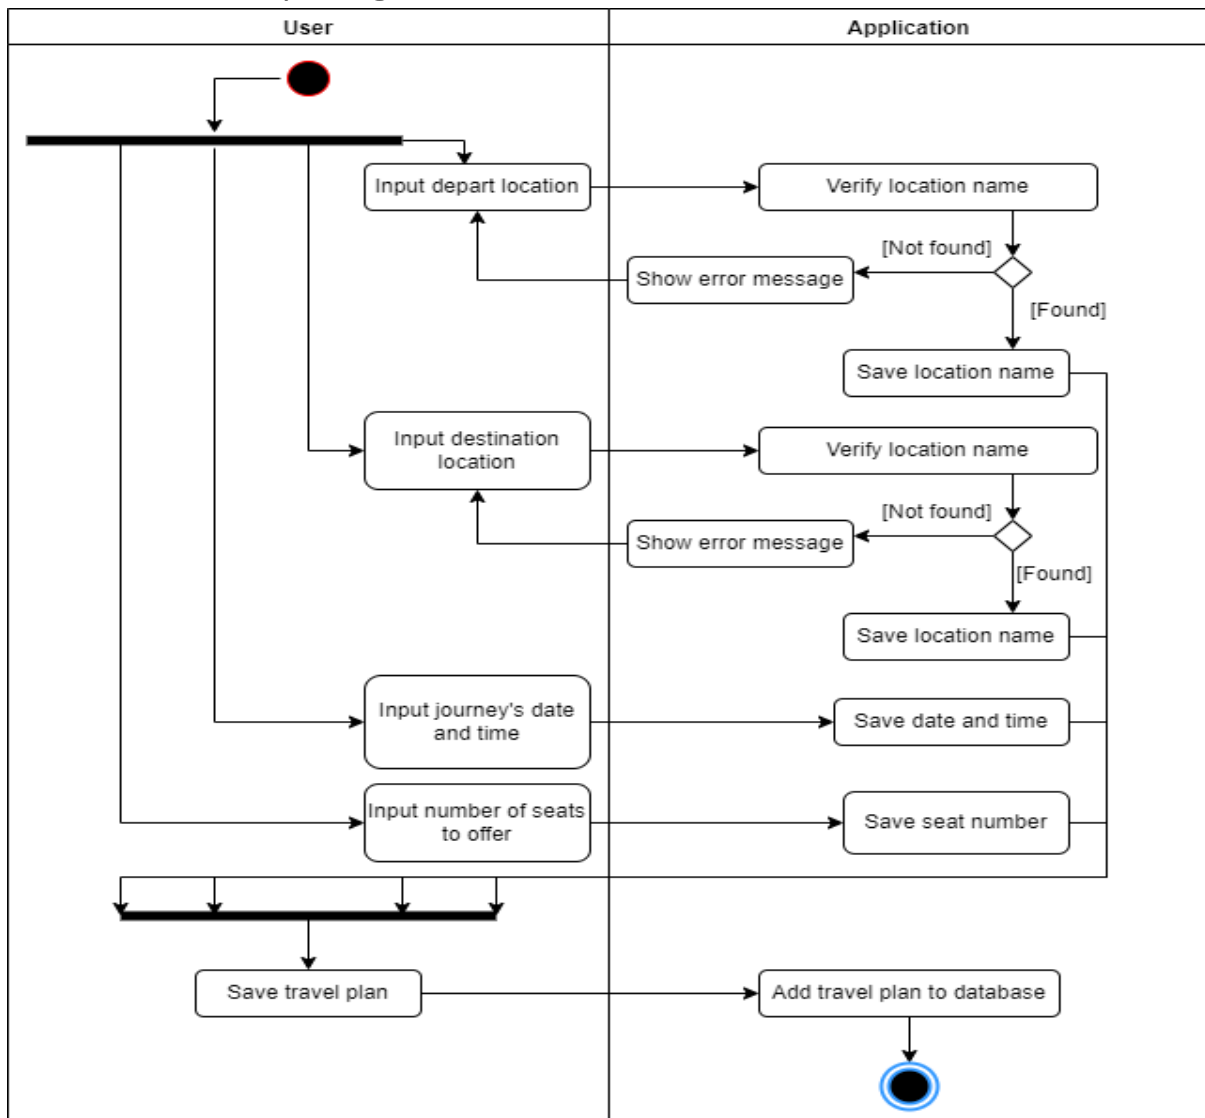 User
Application
Input depart location
Verify location name
[Not found]
Show error message
[Found]
Save location name
Input destination
location
Verify location name
[Not found]
Show error message
[Found]
Save location name
Input journey's date
and time
Save date and time
Input number of seats
to offer
Save seat number
Save travel plan
Add travel plan to database